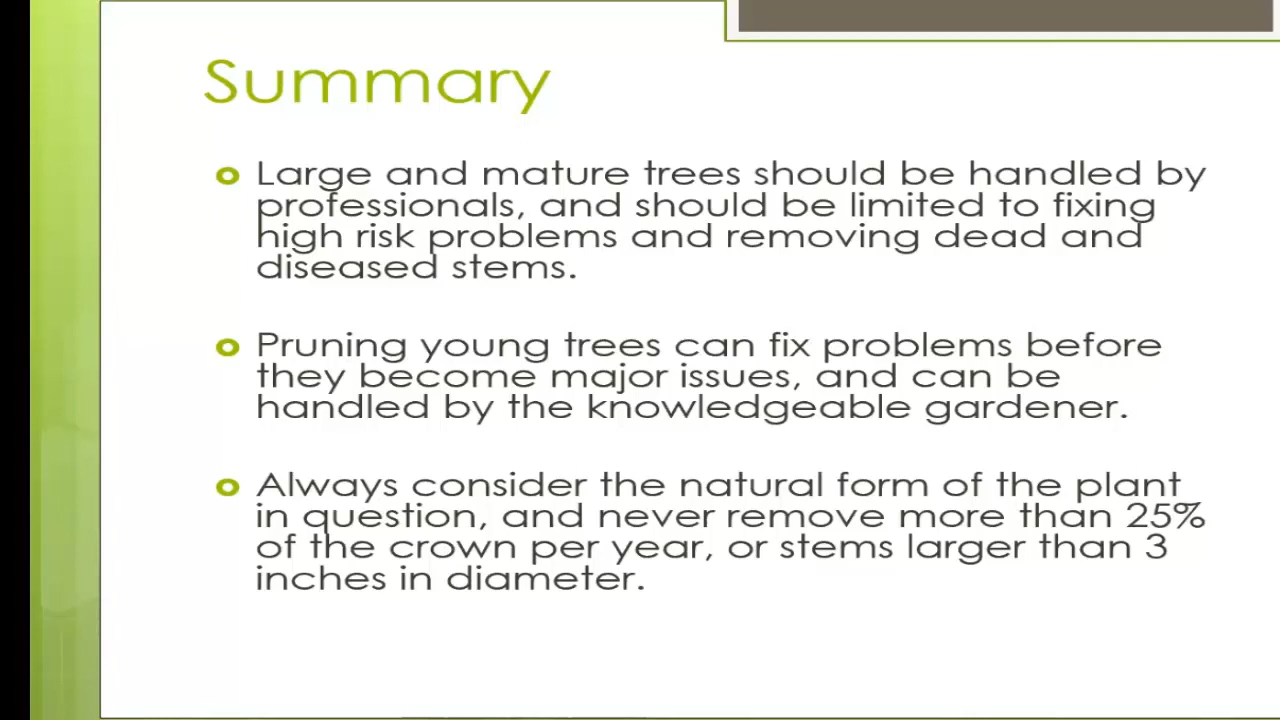 Summary
Large and mature trees should be handled by
professionals, and should be limited to fixing
high risk problems and removing dead and
diseased stems.
Pruning young trees can fix problems before
they become major issues, and can be
handled by the knowledgeable gardener.
Always consider the natural form of the plant
in question, and never remove more than 25%
of the crown per year, or stems larger than 3
inches in diameter.